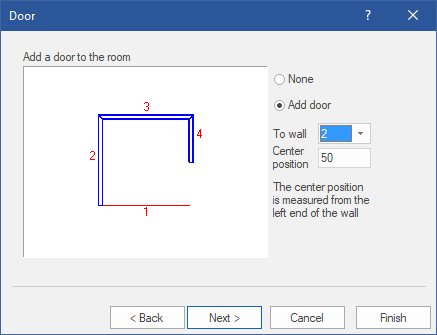 Door
?
Add a door to the room
3
2
4
1
None
Add door
To wall
2
Center
position
50
The center position
is measured from the
left end of the wall
< Back
Next >
Cancel
Finish